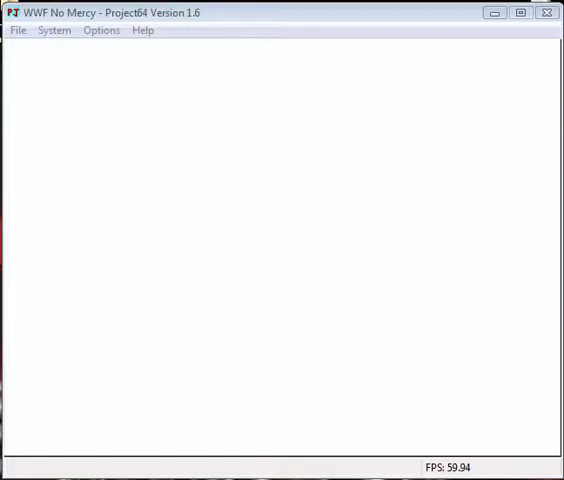 WWF No Mercy - Project64 Version 1.6
File System Options Help
FPS: 59.94